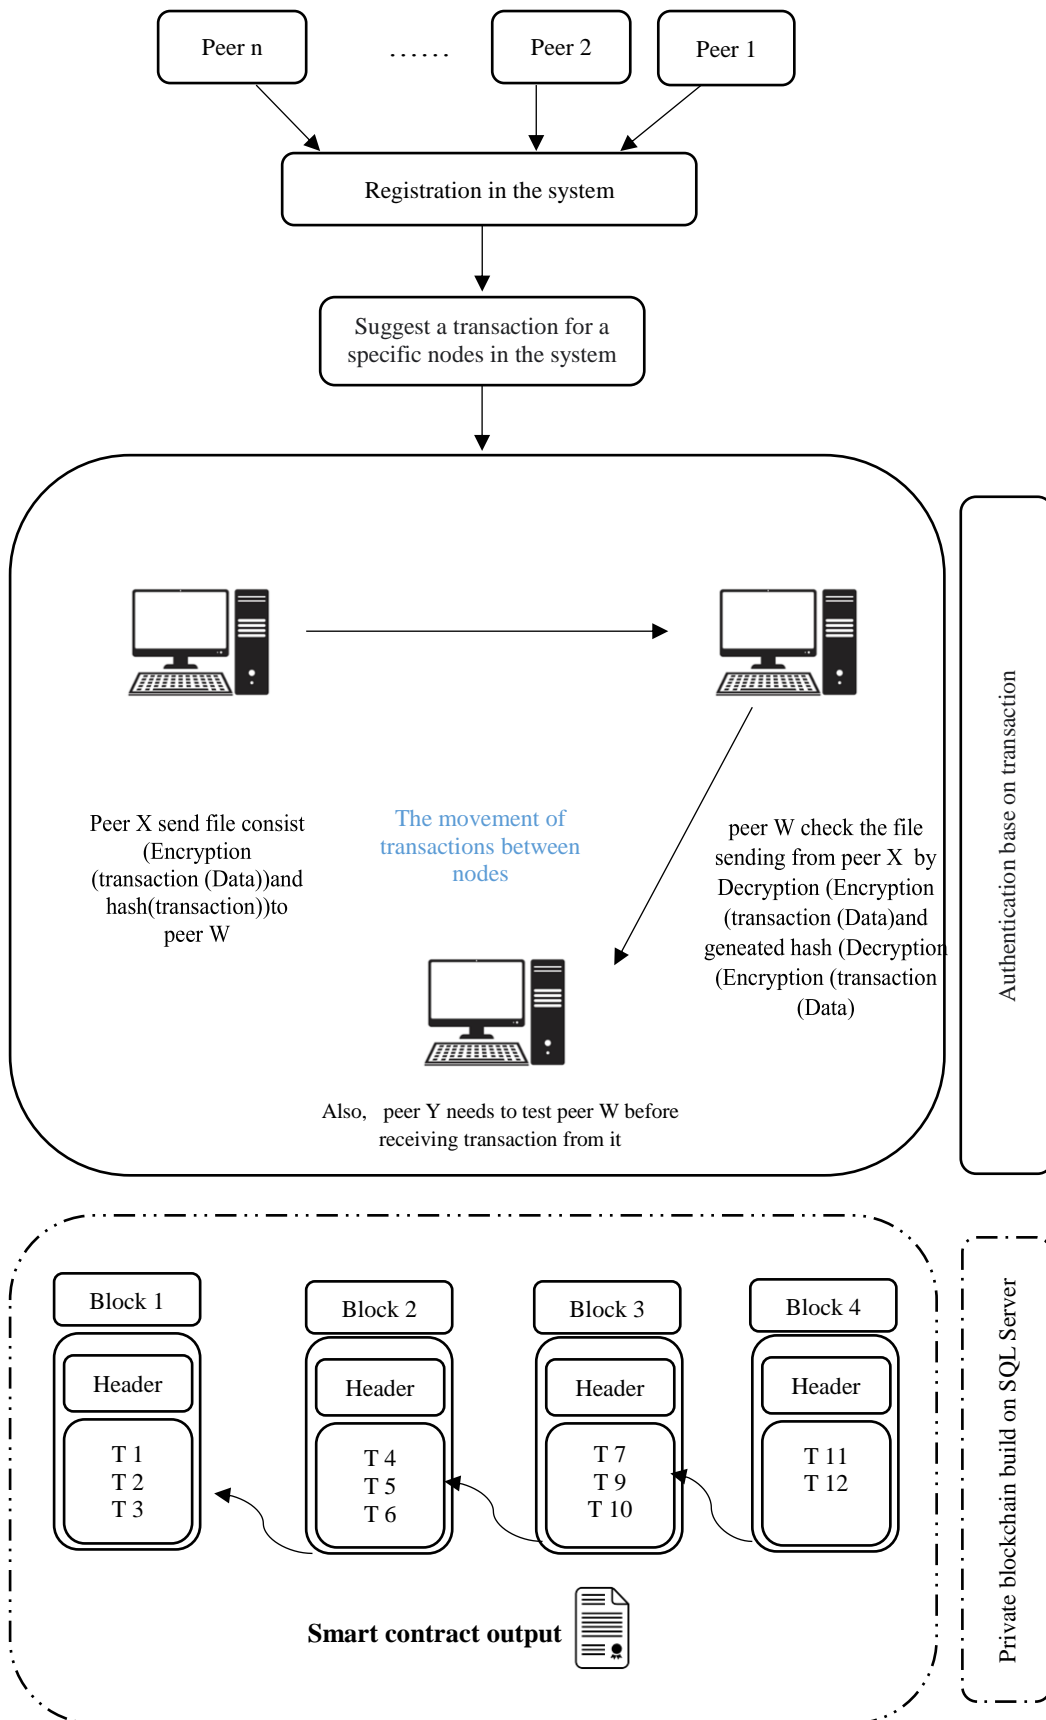 Peer n
……
Peer 2
Peer 1
Registration in the system
Suggest a transaction for a
specific nodes in the system
Peer X send file consist
(Encryption
(transaction (Data))and
hash(transaction))to
peer W
The movement of
transactions between
nodes
peer W check the file
sending from peer X by
Decryption (Encryption
(transaction (Data)and
geneated hash (Decryption
(Encryption (transaction
(Data)
Also, peer Y needs to test peer W before
receiving transaction from it
Authentication base on transaction
Block 1
Header
T 1
T 2
T 3
Block 2
Header
T 4
T 5
T 6
Block 3
Header
T 7
T 9
T 10
Block 4
Header
T 11
T 12
Smart contract output
Private blockchain build on SQL Server